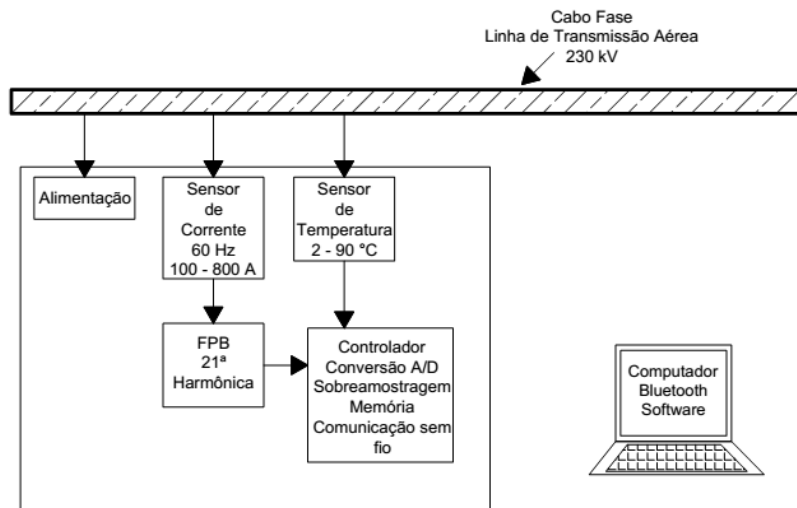 Cabo Fase
Linha de Transmissão Aérea
230 kV
Alimentação
Sensor
de
Corrente
60 Hz
100 - 800 A
Sensor
de
Temperatura
2 - 90 °C
FPB
21ª
Harmônica
Controlador
Conversão A/D
Sobreamostragem
Memória
Comunicação sem
fio
Computador
Bluetooth
Software